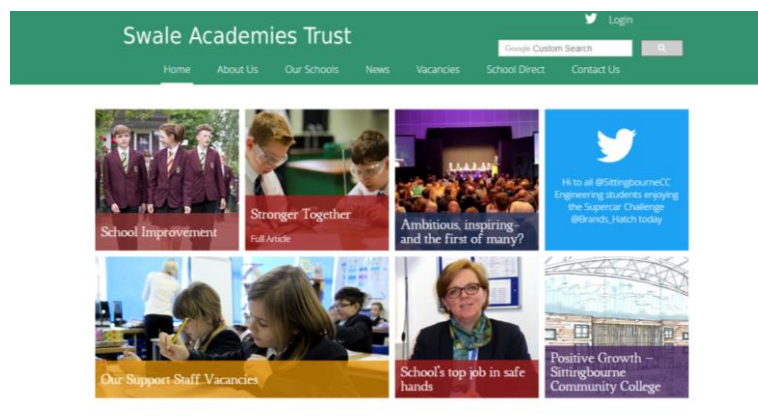 Login
Swale Academies Trust
Google Custom Search
Home About Us Our Schools News Vacancies School Direct Contact Us
School Improvement
Stronger Together
Full Article
Ambitious, inspiring-
and the first of many?
Hi to all @SittingbourneCC
Engineering students enjoying
the Supercar Challenge
@Brands_Hatch today
Our Support Staff Vacancies
School's top job in safe
hands
Positive Growth –
Sittingbourne
Community College